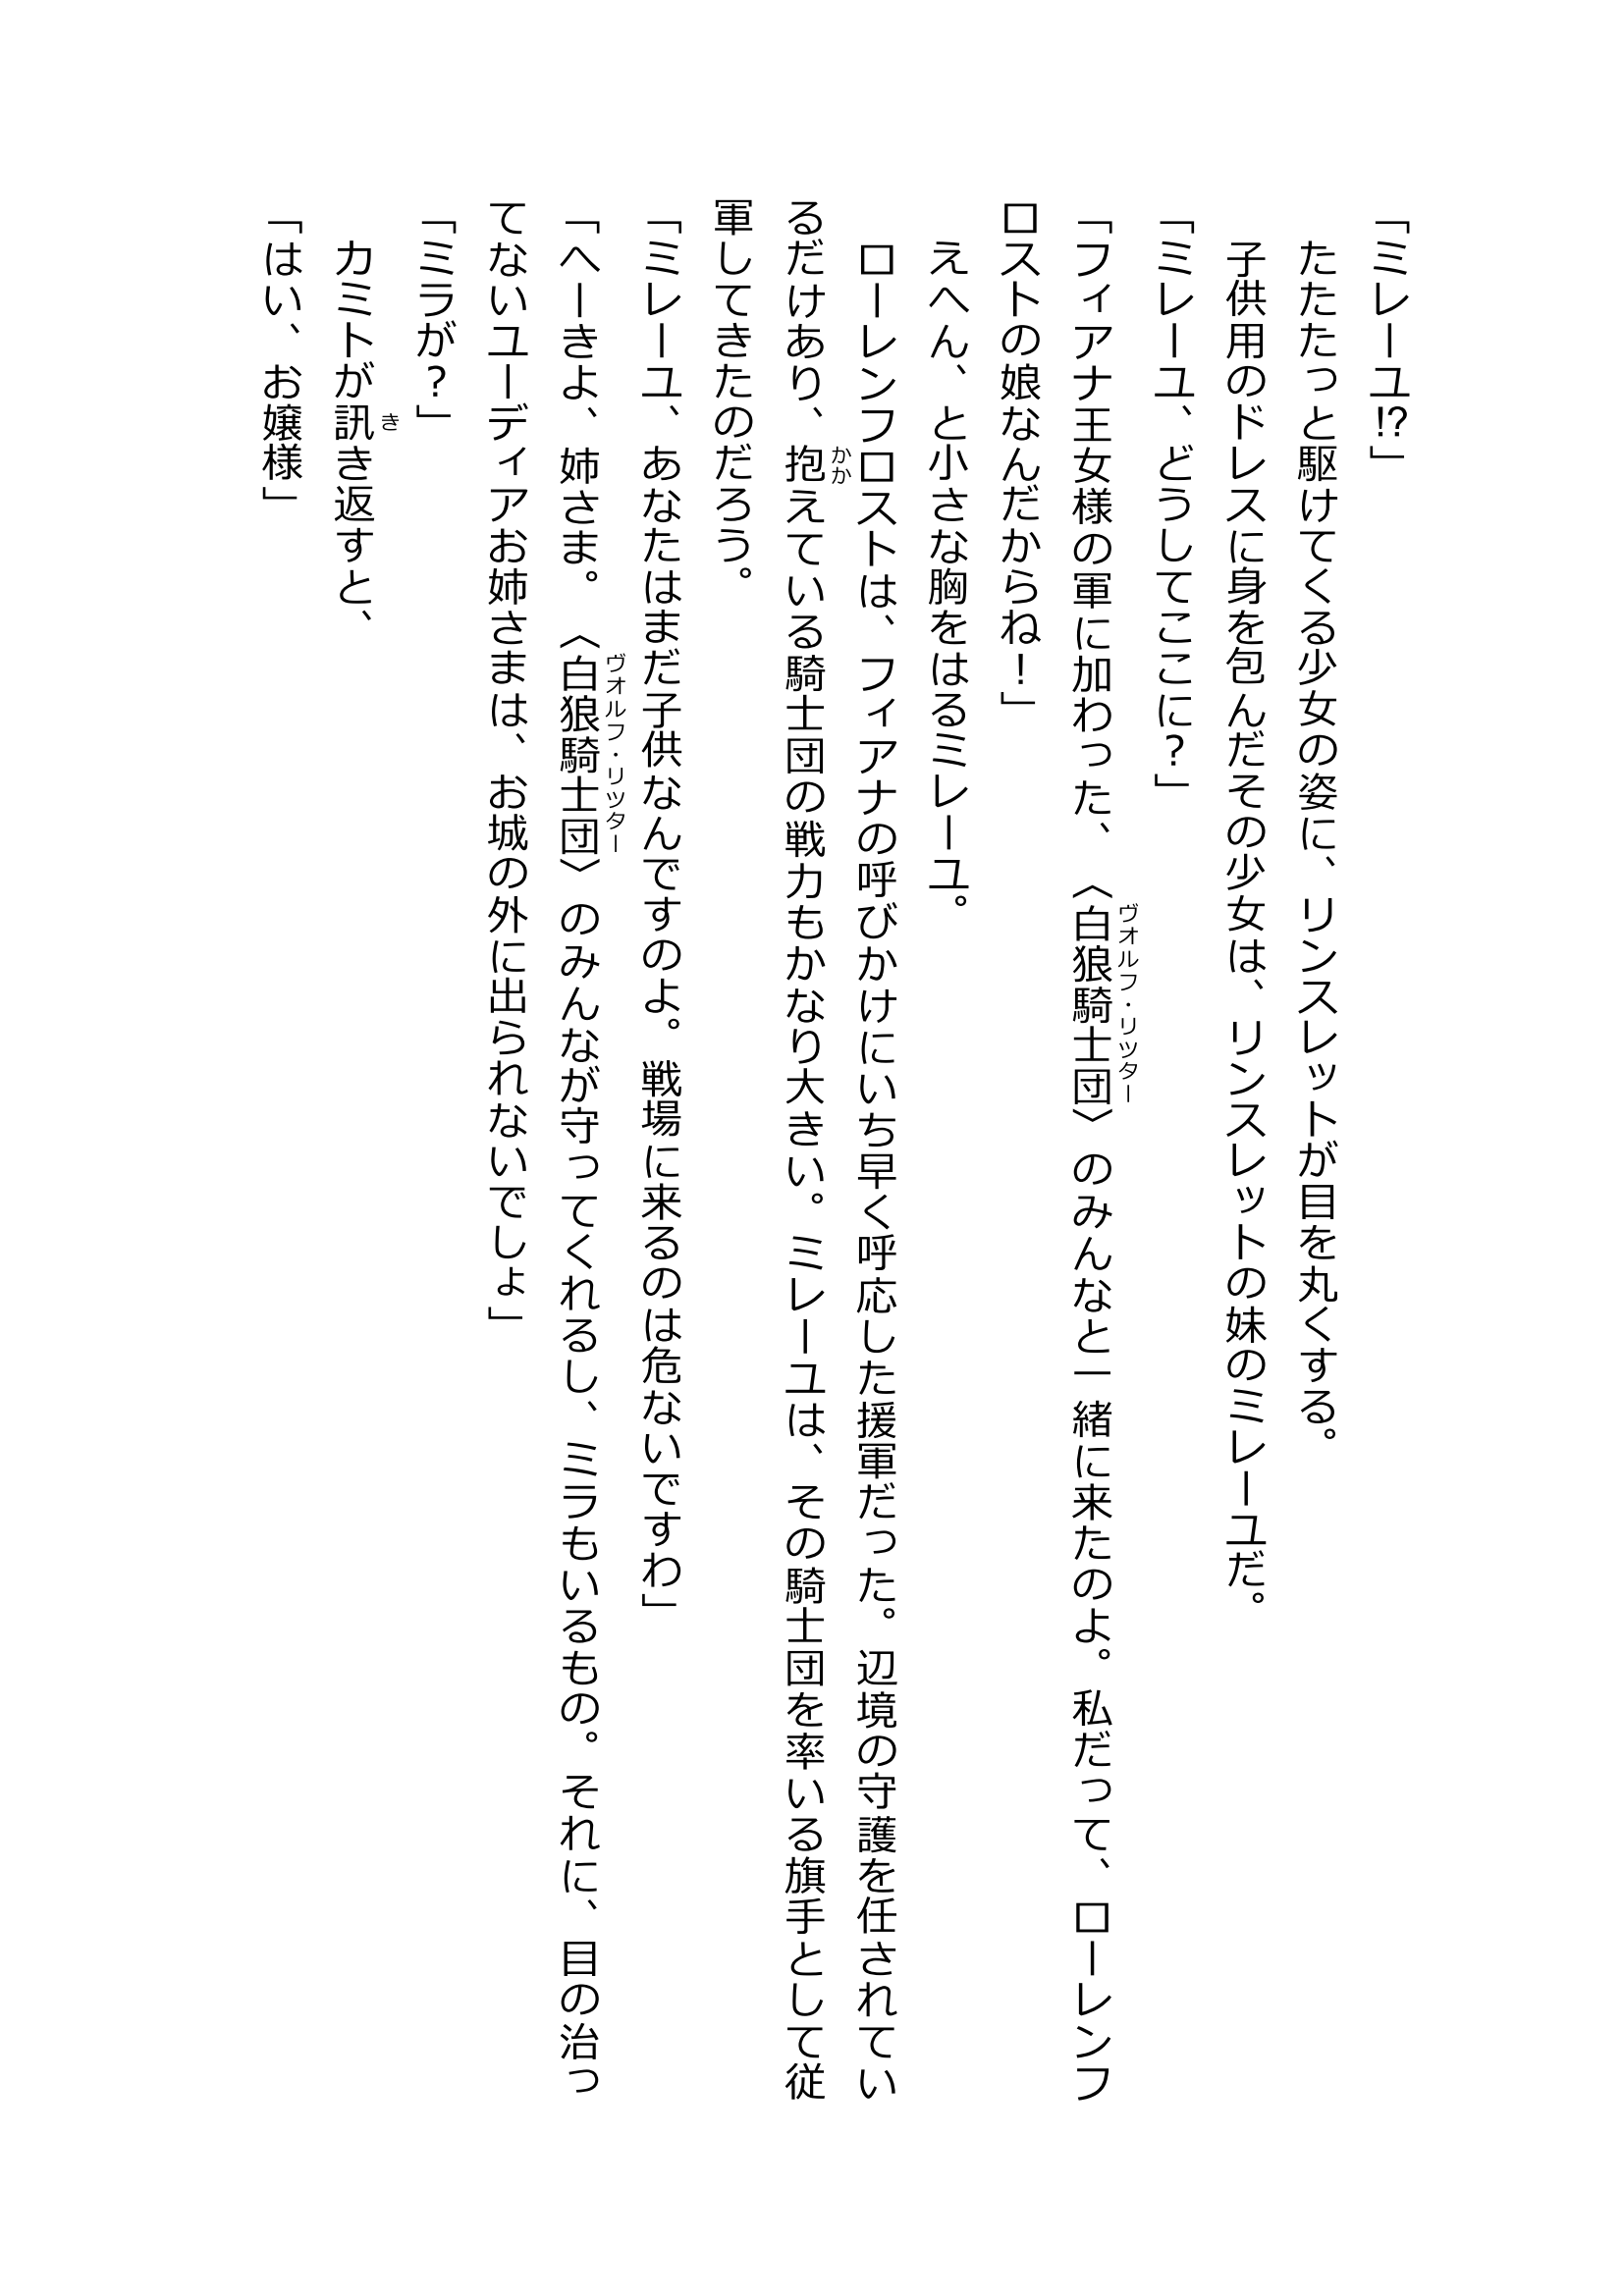 「ミレーユ!?」
　たたたっと駆けてくる少女の姿に、リンスレットが目を丸くする。
　子供用のドレスに身を包んだその少女は、リンスレットの妹のミレーユだ。
「ミレーユ、どうしてここに？」
「フィアナ王女様の軍に加わった、〈白狼騎士団〉のみんなと一緒に来たのよ。私だって、ローレンフ
ヴォルフ・リッター
ロストの娘なんだからね！」
　えへん、と小さな胸をはるミレーユ。
　ローレンフロストは、フィアナの呼びかけにいち早く呼応した援軍だった。辺境の守護を任されてい
るだけあり、抱えている騎士団の戦力もかなり大きい。ミレーユは、その騎士団を率いる旗手として従
かか
軍してきたのだろう。
「ミレーユ、あなたはまだ子供なんですのよ。戦場に来るのは危ないですわ」
「へーきよ、姉さま。〈白狼騎士団〉のみんなが守ってくれるし、ミラもいるもの。それに、目の治っ
ヴォルフ・リッター
てないユーディアお姉さまは、お城の外に出られないでしょ」
「ミラが？」
　カミトが訊き返すと、
き
「はい、お嬢様」